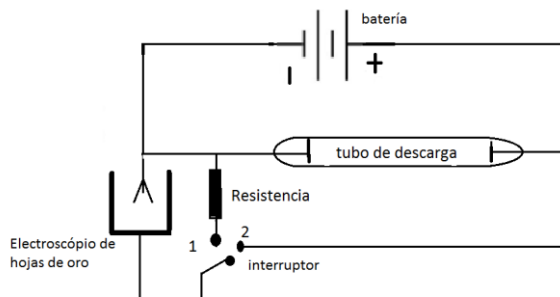 batería
-
+
tubo de descarga
Resistencia
1
2
Electroscópio de
hojas de oro
interruptor